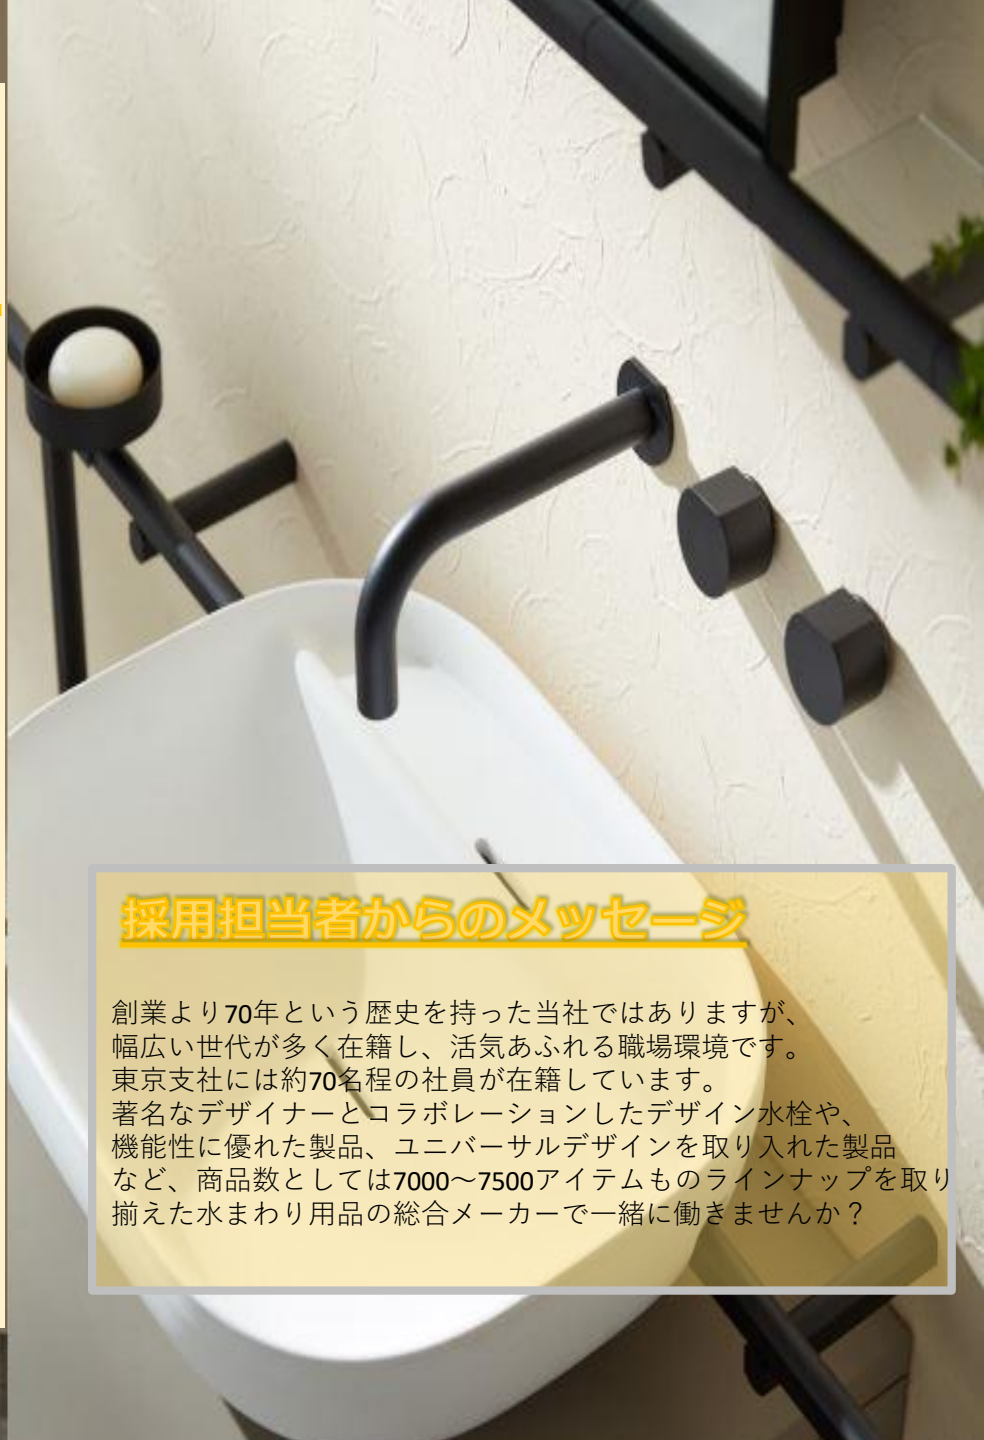 採用担当者からのメッセージ
創業より70年という歴史を持った当社ではありますが、
幅広い世代が多く在籍し、活気あふれる職場環境です。
東京支社には約70名程の社員が在籍しています。
著名なデザイナーとコラボレーションしたデザイン水栓や、
機能性に優れた製品、ユニバーサルデザインを取り入れた製品
など、商品数としては7000～7500アイテムものラインナップを取り
揃えた水まわり用品の総合メーカーで一緒に働きませんか？